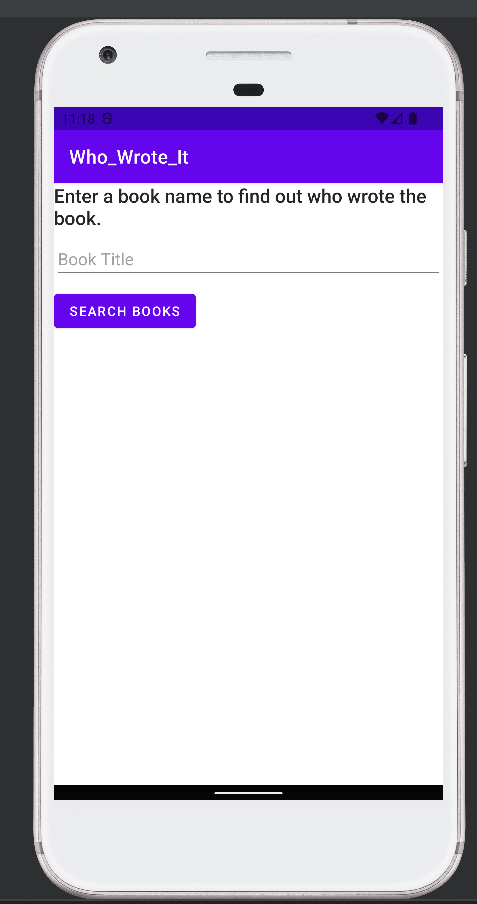 11:18
Who_Wrote_It
Enter a book name to find out who wrote the
book.
Book Title
SEARCH BOOKS